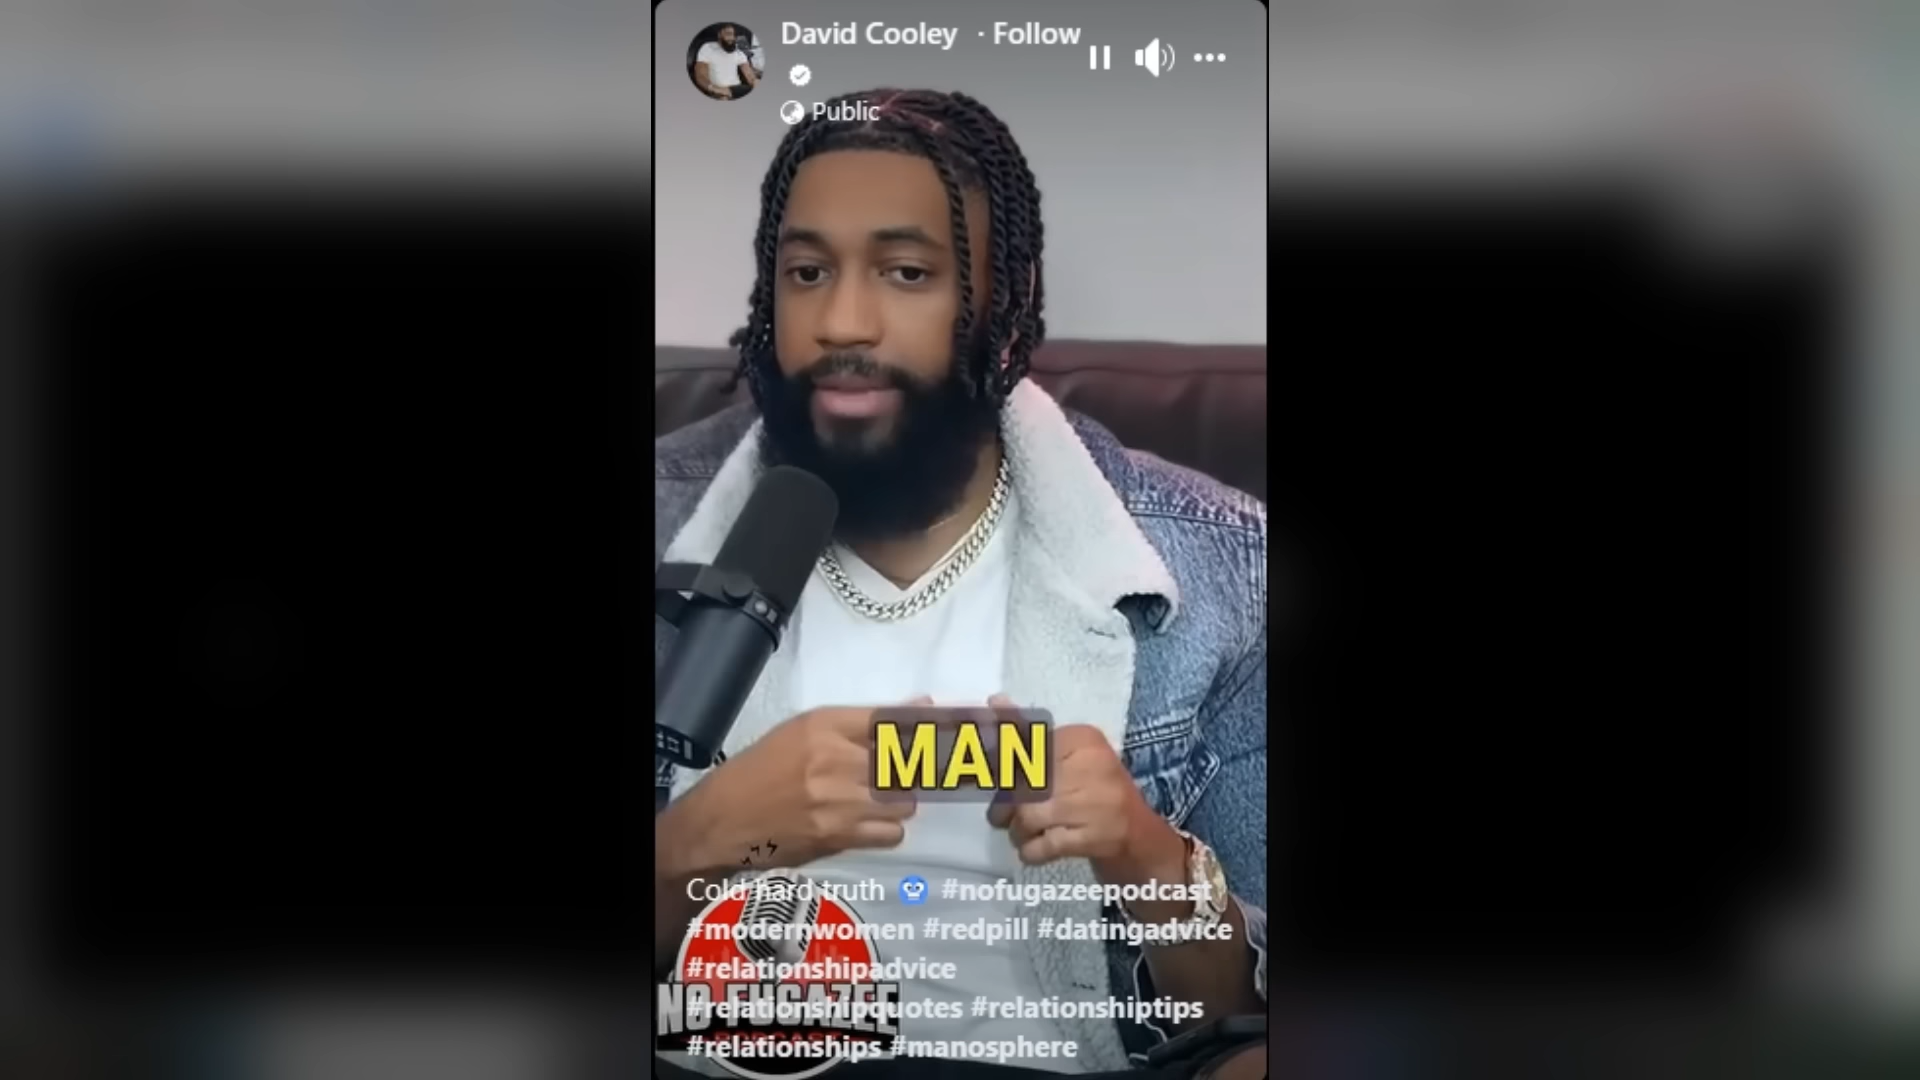 David Cooley · Follow
Public
MAN
Cold hard truth 🥶 #nofugazeepodcast
#modernwomen #redpill #datingadvice
#relationshipadvice
#relationshipquotes #relationshiptips
#relationships #manosphere
NO FUGAZEE
PODCAST